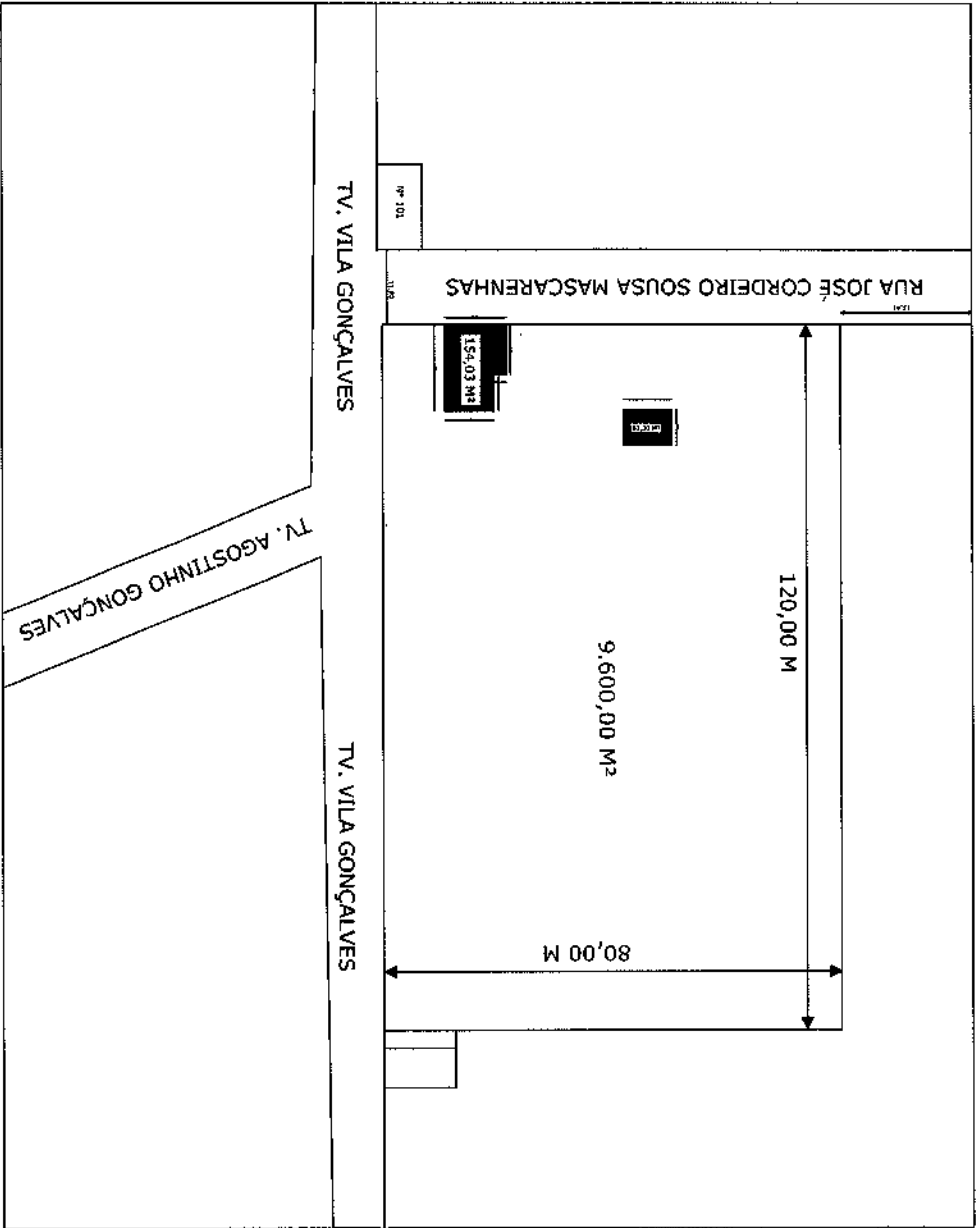 RUA JOSÉ CORDEIRO SOUSA MASCARENHAS
Nº 101
TV. VILA GONÇALVES
154,03 M²
120,00 M
9.600,00 M²
80,00 M
TV. AGOSTINHO GONÇALVES
TV. VILA GONÇALVES